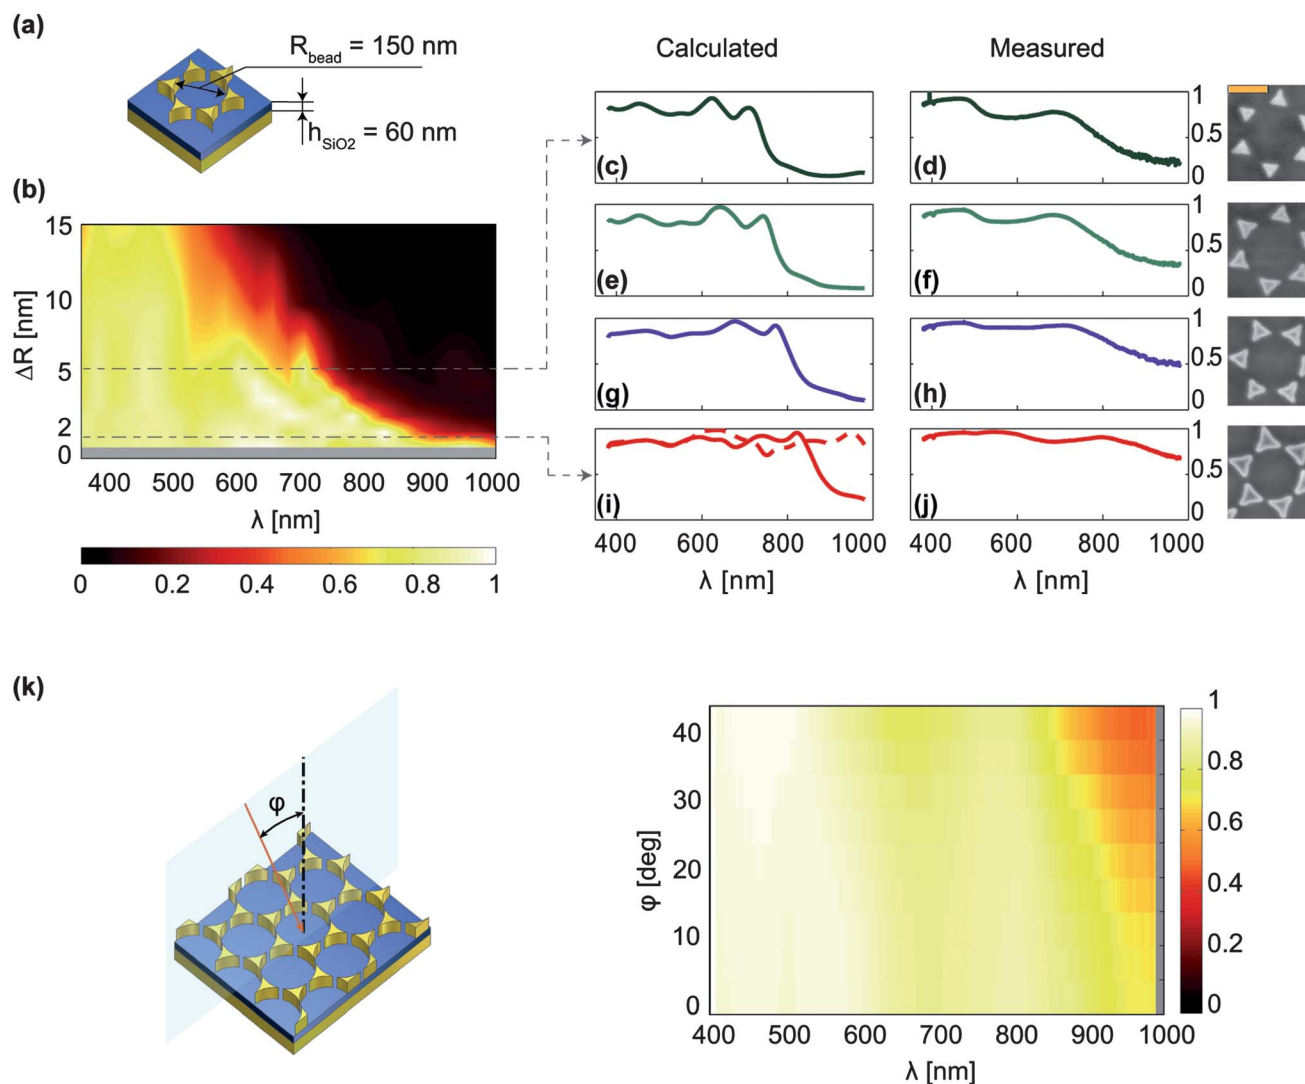 (a)
R_bead = 150 nm
h_SiO2 = 60 nm
(b)
15
10
5
2
0
ΔR [nm]
400 500 600 700 800 900 1000
λ [nm]
0 0.2 0.4 0.6 0.8 1
Calculated
Measured
(c)
(d)
1
0.5
0
(e)
(f)
1
0.5
0
(g)
(h)
1
0.5
0
(i)
(j)
1
0.5
0
400 600 800 1000
λ [nm]
400 600 800 1000
λ [nm]
(k)
φ
40
30
20
10
0
φ [deg]
400 500 600 700 800 900 1000
λ [nm]
1
0.8
0.6
0.4
0.2
0